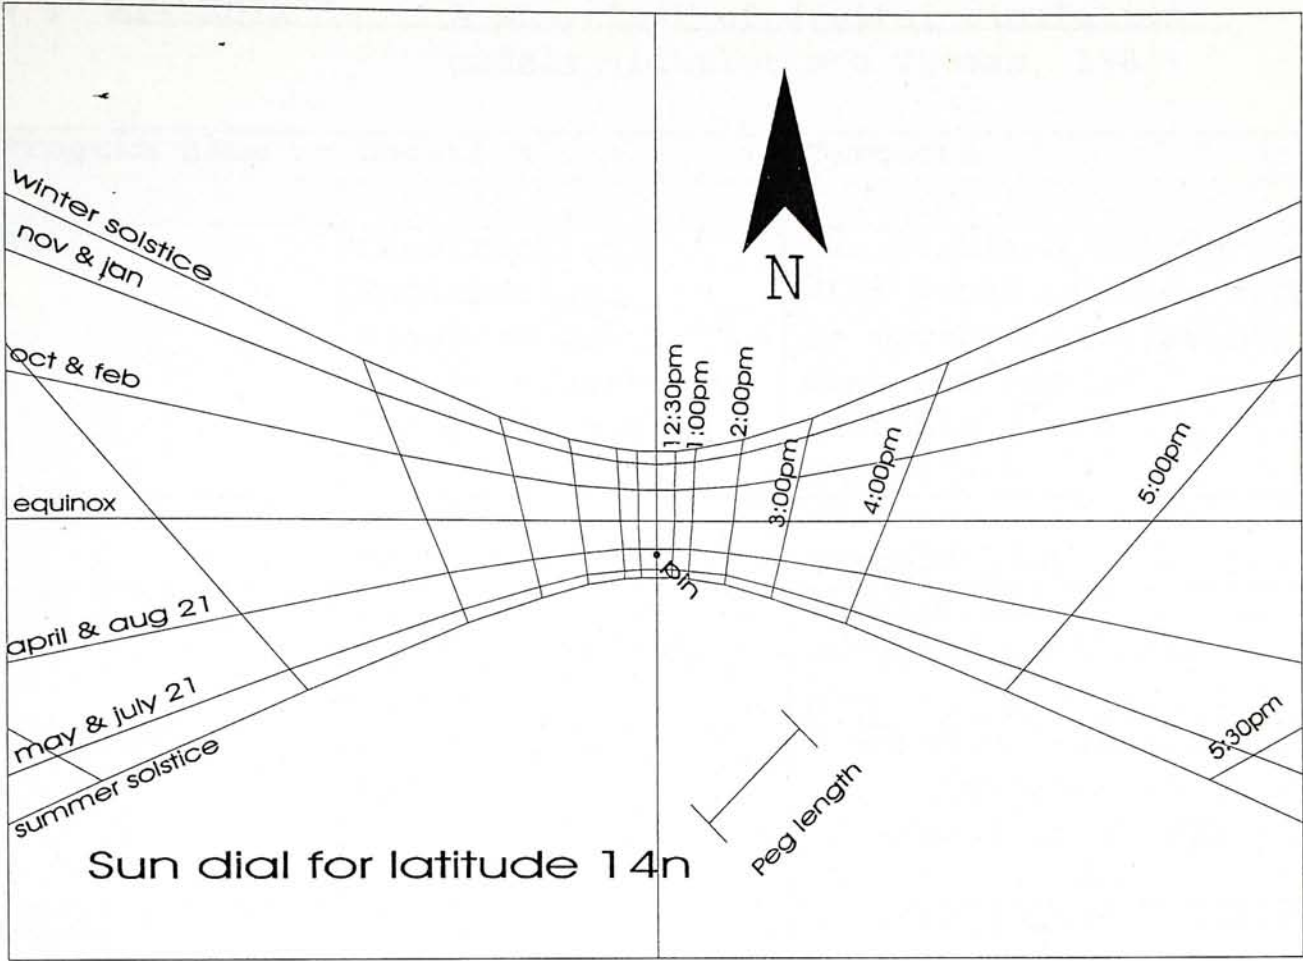 winter solstice
nov & jan
oct & feb
equinox
april & aug 21
may & july 21
summer solstice
N
12:30pm
1:00pm
2:00pm
3:00pm
4:00pm
5:00pm
5:30pm
pin
Peg length
Sun dial for latitude 14n